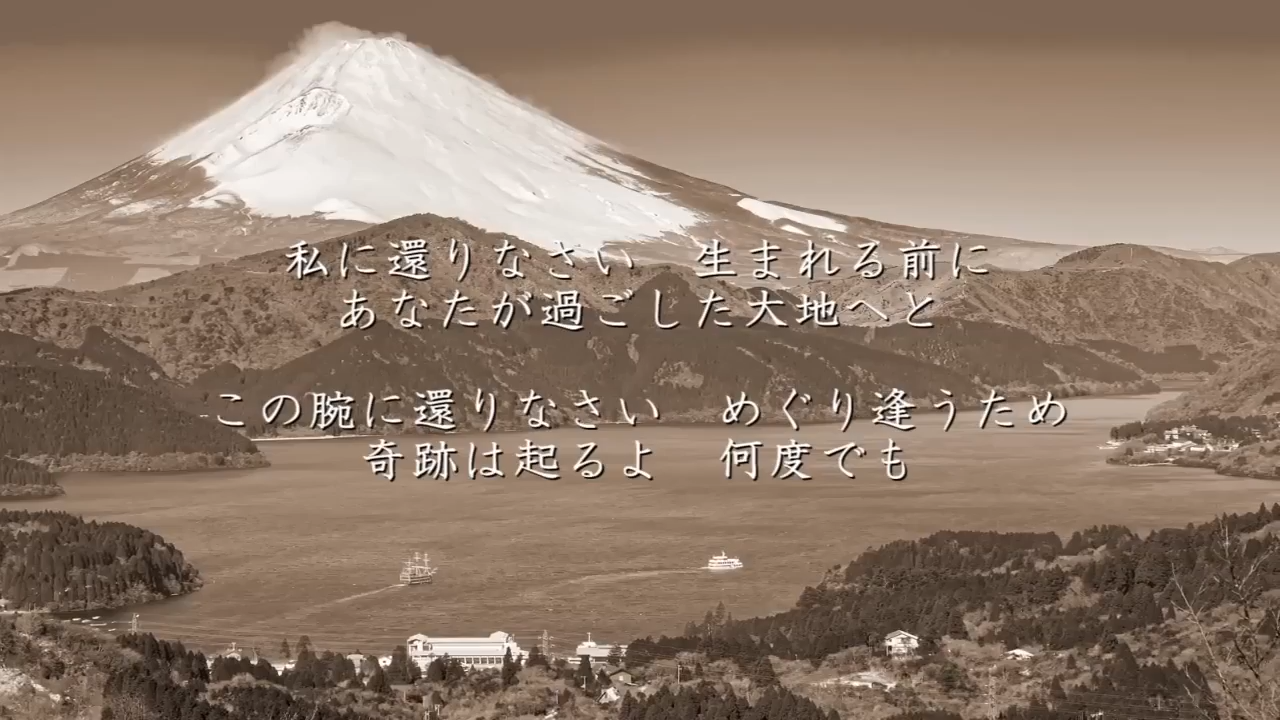 私に還りなさい　生まれる前に
あなたが過ごした大地へと
この腕に還りなさい　めぐり逢うため
奇跡は起るよ　何度でも